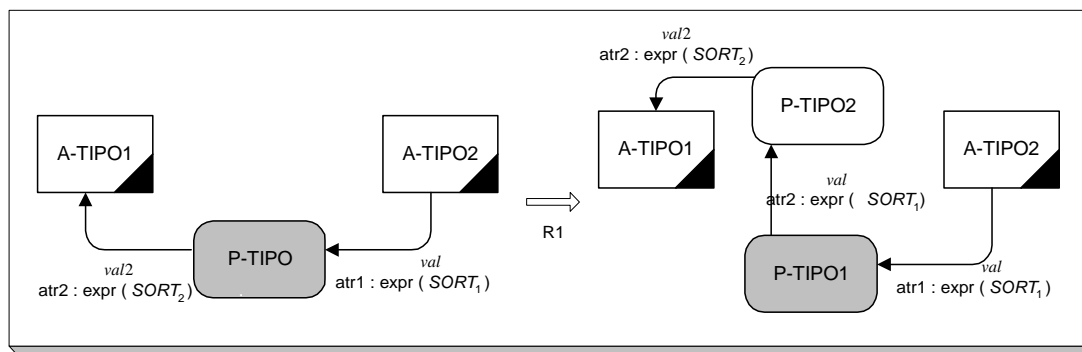 A-TIPO1
A-TIPO2
P-TIPO
val2
atr2 : expr ( SORT2)
val
atr1 : expr ( SORT1)
R1
val2
atr2 : expr ( SORT2)
P-TIPO2
A-TIPO1
A-TIPO2
val
atr2 : expr ( SORT1)
P-TIPO1
val
atr1 : expr ( SORT1)